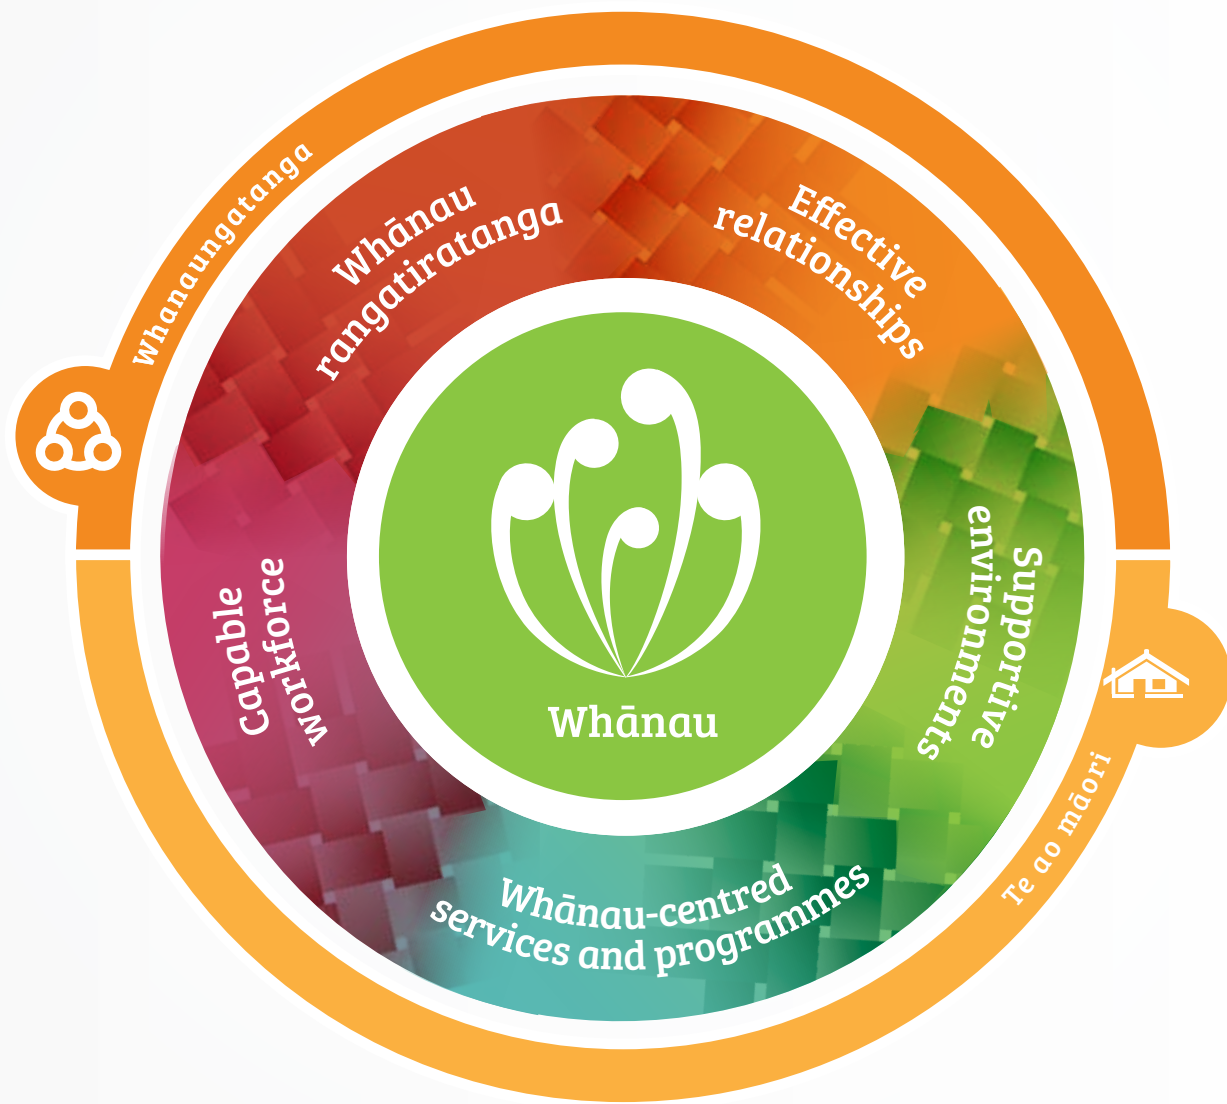 Whanaungatanga
Whānau
rangatiratanga
Effective
relationships
Supportive
environments
Capable
workforce
Whānau
Whānau-centred
services and programmes
Te ao māori